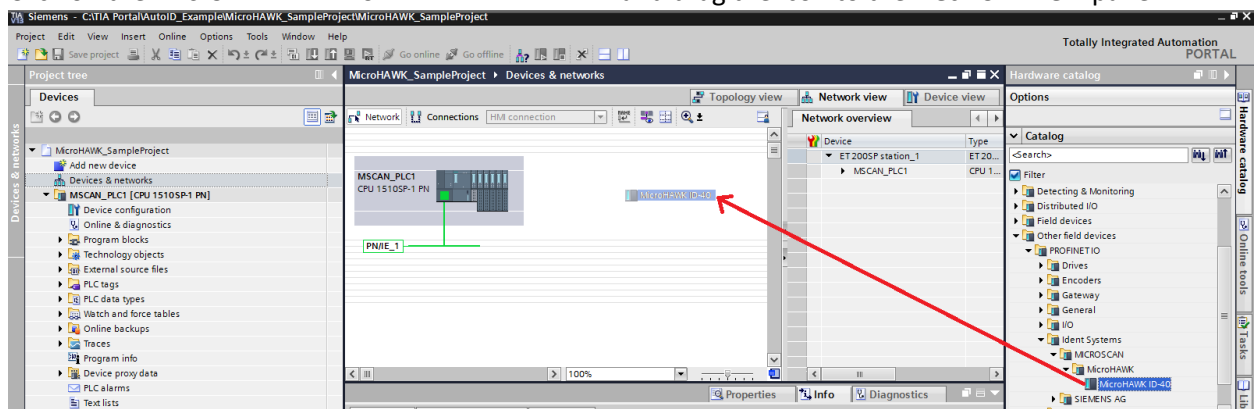 Siemens - C:\TIA Portal\AutoID_Example\MicroHAWK_SampleProject\MicroHAWK_SampleProject
Project Edit View Insert Online Options Tools Window Help
Totally Integrated Automation
PORTAL
Save project Go online Go offline
Project tree
MicroHAWK_SampleProject Devices & networks
Hardware catalog
Devices
Topology view Network view Device view
Options
Network Connections HMI connection
Network overview
Devices & networks
MicroHAWK_SampleProject
Add new device
Devices & networks
MSCAN_PLC1 [CPU 1510SP-1 PN]
Device configuration
Online & diagnostics
Program blocks
Technology objects
External source files
PLC tags
PLC data types
Watch and force tables
Online backups
Traces
Program info
Device proxy data
PLC alarms
Text lists
MSCAN_PLC1
CPU 1510SP-1 PN
PN/IE_1
MicroHAWK ID-40
100%
Device Type
ET 200SP station_1 ET 20...
MSCAN_PLC1 CPU 1...
Properties Info Diagnostics
Catalog
<Search>
Filter
Detecting & Monitoring
Distributed I/O
Field devices
Other field devices
PROFINET IO
Drives
Encoders
Gateway
General
I/O
Ident Systems
MICROSCAN
MicroHAWK
MicroHAWK ID-40
SIEMENS AG
Hardware catalog
Online tools
Tasks
Lib